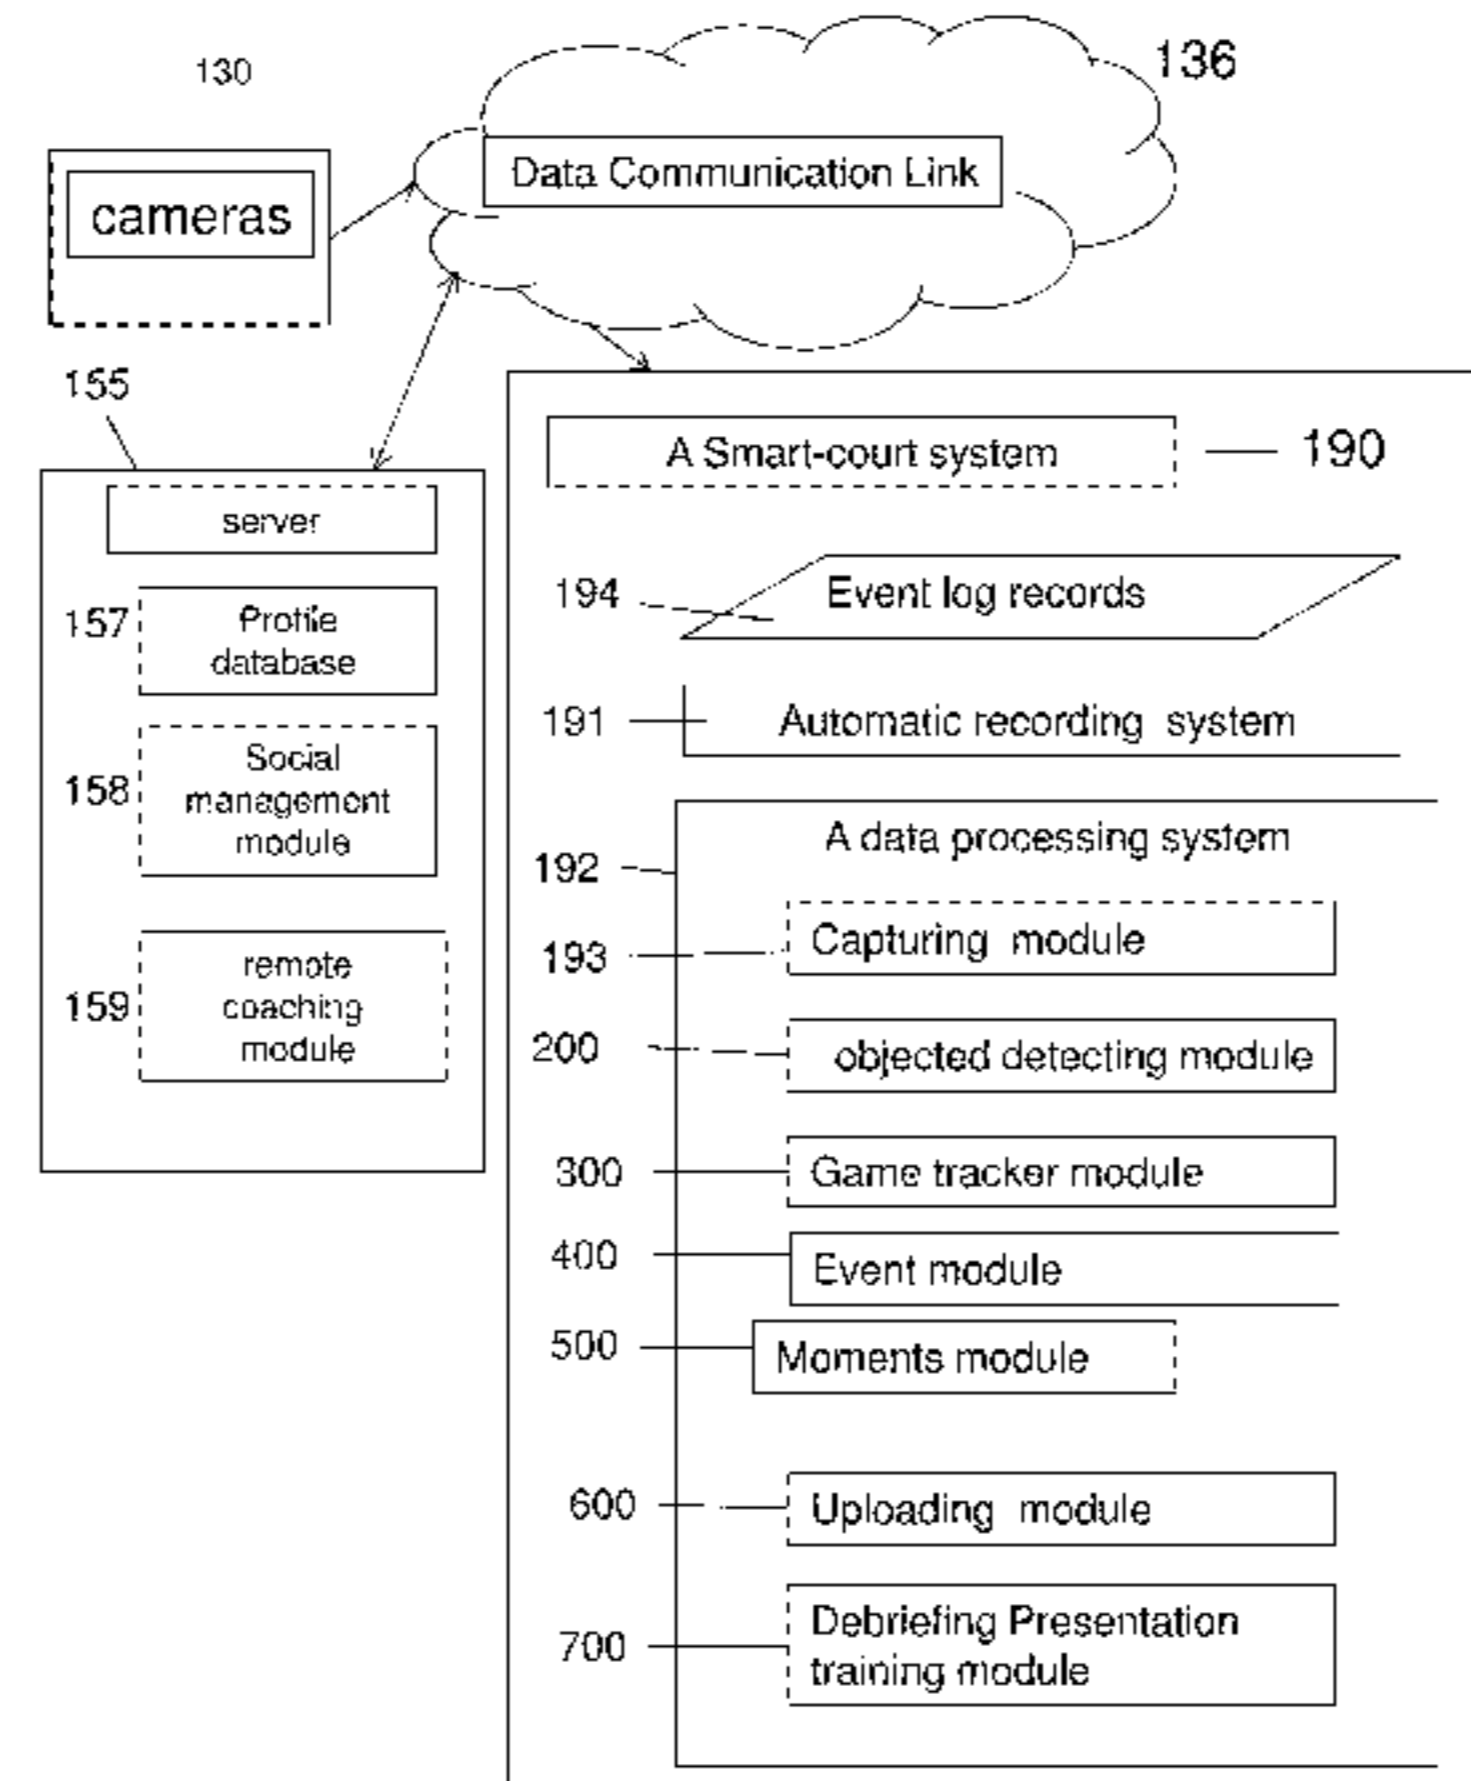 130
136
Data Communication Link
cameras
155
A Smart-court system
190
server
194
Event log records
157
Profile
database
191
Automatic recording system
158
Social
management
module
A data processing system
192
193
Capturing module
159
remote
coaching
module
200
objected detecting module
300
Game tracker module
400
Event module
500
Moments module
600
Uploading module
700
Debriefing Presentation
training module